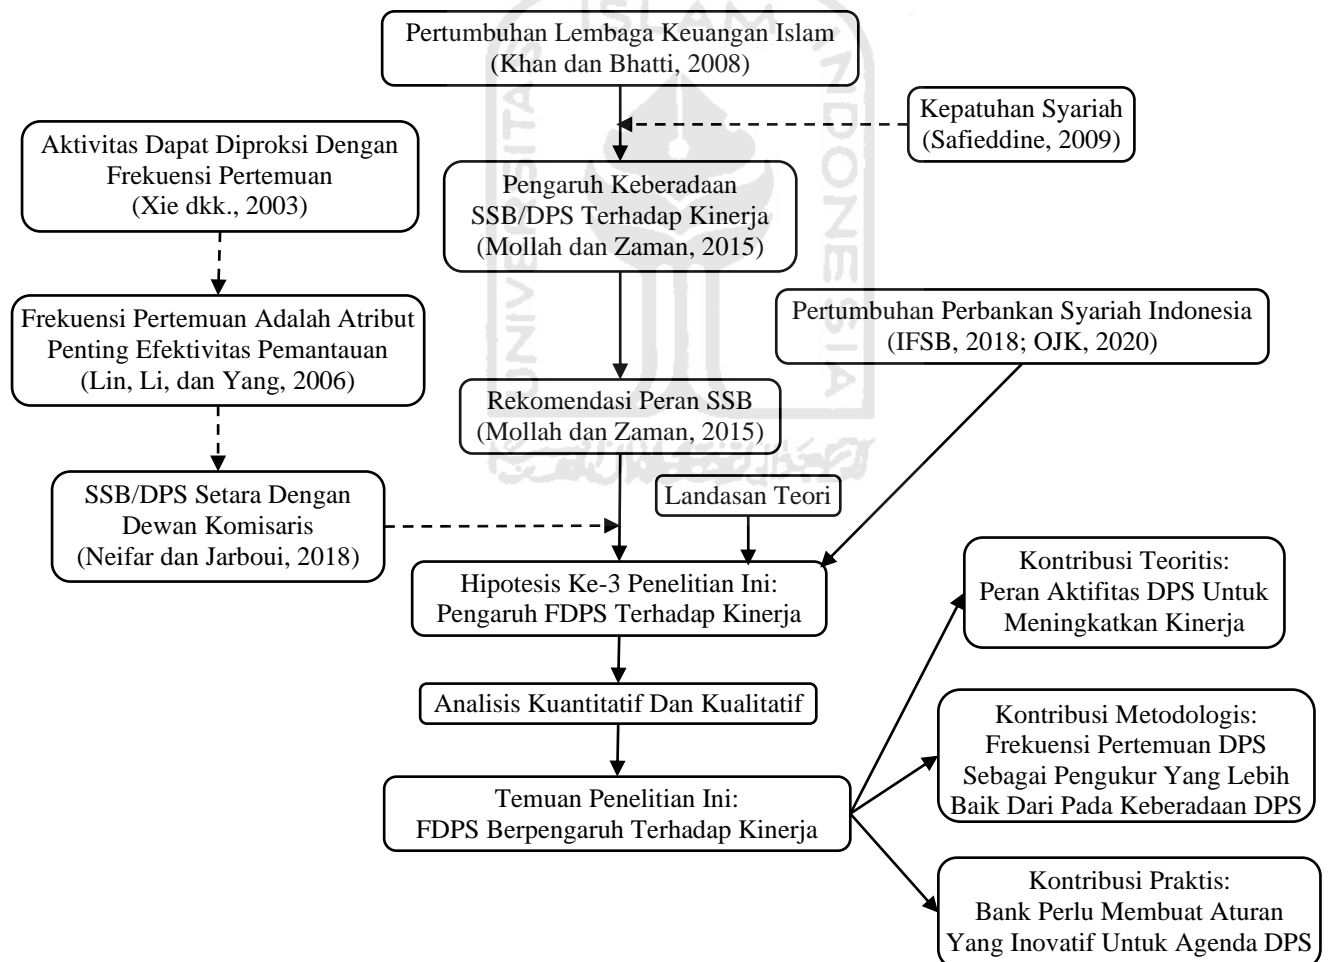 Pertumbuhan Lembaga Keuangan Islam
(Khan dan Bhatti, 2008)
Kepatuhan Syariah
(Safieddine, 2009)
Aktivitas Dapat Diproksi Dengan
Frekuensi Pertemuan
(Xie dkk., 2003)
Pengaruh Keberadaan
SSB/DPS Terhadap Kinerja
(Mollah dan Zaman, 2015)
Frekuensi Pertemuan Adalah Atribut
Penting Efektivitas Pemantauan
(Lin, Li, dan Yang, 2006)
Pertumbuhan Perbankan Syariah Indonesia
(IFSB, 2018; OJK, 2020)
Rekomendasi Peran SSB
(Mollah dan Zaman, 2015)
SSB/DPS Setara Dengan
Dewan Komisaris
(Neifar dan Jarboui, 2018)
Landasan Teori
Hipotesis Ke-3 Penelitian Ini:
Pengaruh FDPS Terhadap Kinerja
Analisis Kuantitatif Dan Kualitatif
Temuan Penelitian Ini:
FDPS Berpengaruh Terhadap Kinerja
Kontribusi Teoritis:
Peran Aktifitas DPS Untuk
Meningkatkan Kinerja
Kontribusi Metodologis:
Frekuensi Pertemuan DPS
Sebagai Pengukur Yang Lebih
Baik Dari Pada Keberadaan DPS
Kontribusi Praktis:
Bank Perlu Membuat Aturan
Yang Inovatif Untuk Agenda DPS
UNIVERSITAS
ISLAM
INDONESIA